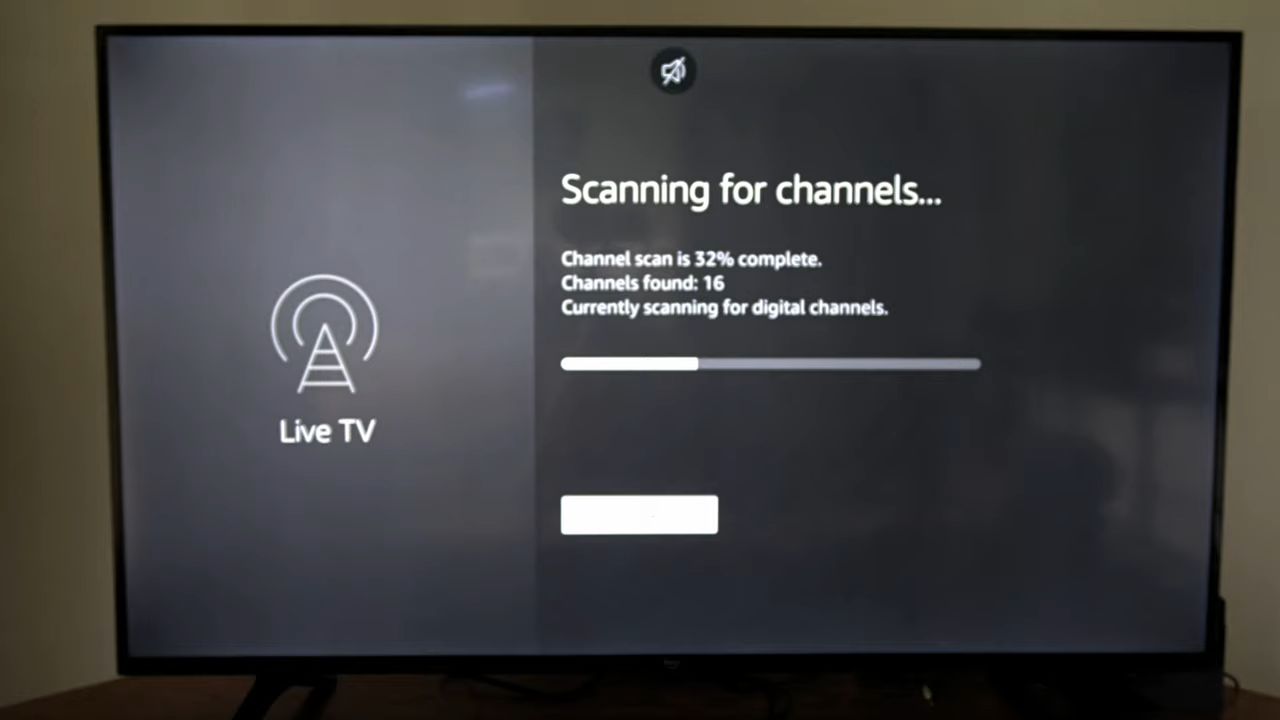 Scanning for channels...
Channel scan is 32% complete.
Channels found: 16
Currently scanning for digital channels.
Live TV